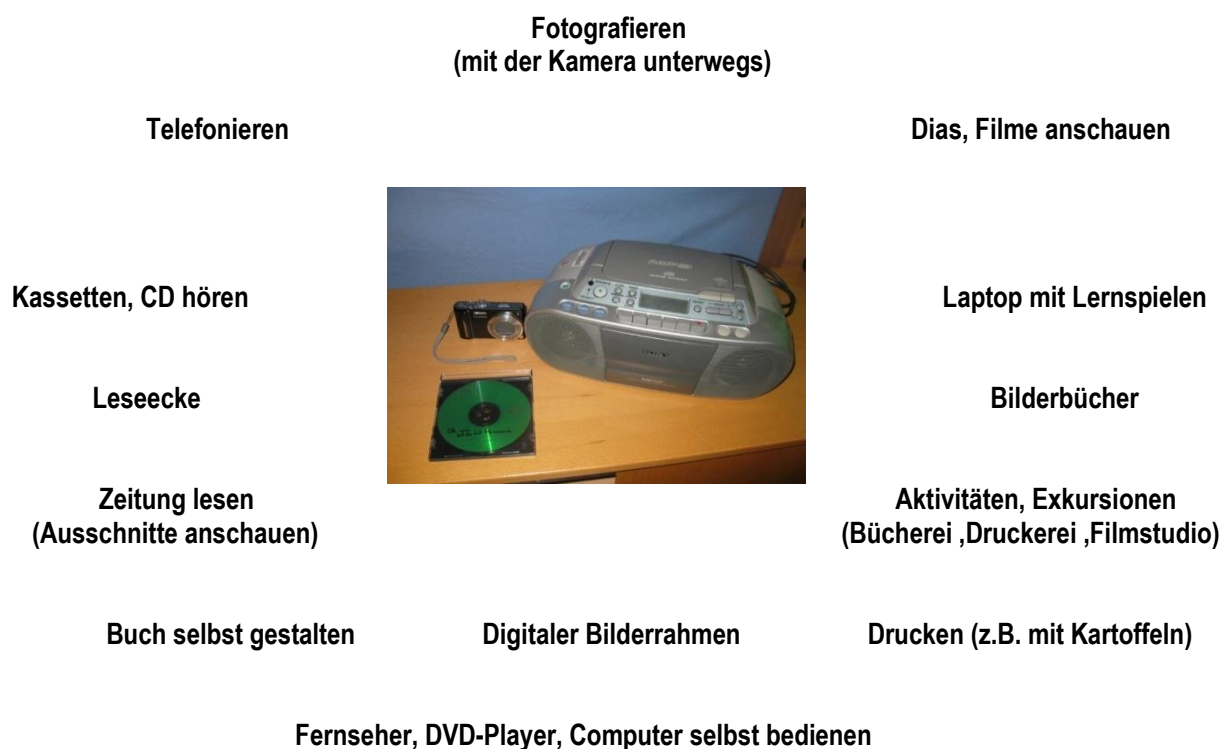 Fotografieren
(mit der Kamera unterwegs)
Telefonieren
Dias, Filme anschauen
Kassetten, CD hören
Laptop mit Lernspielen
Leseecke
Bilderbücher
Zeitung lesen
(Ausschnitte anschauen)
Aktivitäten, Exkursionen
(Bücherei ,Druckerei ,Filmstudio)
Buch selbst gestalten
Digitaler Bilderrahmen
Drucken (z.B. mit Kartoffeln)
Fernseher, DVD-Player, Computer selbst bedienen